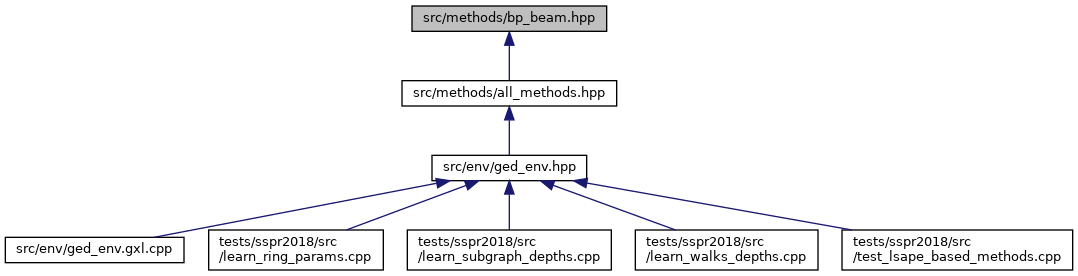 src/methods/bp_beam.hpp
src/methods/all_methods.hpp
src/env/ged_env.hpp
src/env/ged_env.gxl.cpp
tests/sspr2018/src
/learn_ring_params.cpp
tests/sspr2018/src
/learn_subgraph_depths.cpp
tests/sspr2018/src
/learn_walks_depths.cpp
tests/sspr2018/src
/test_lsape_based_methods.cpp